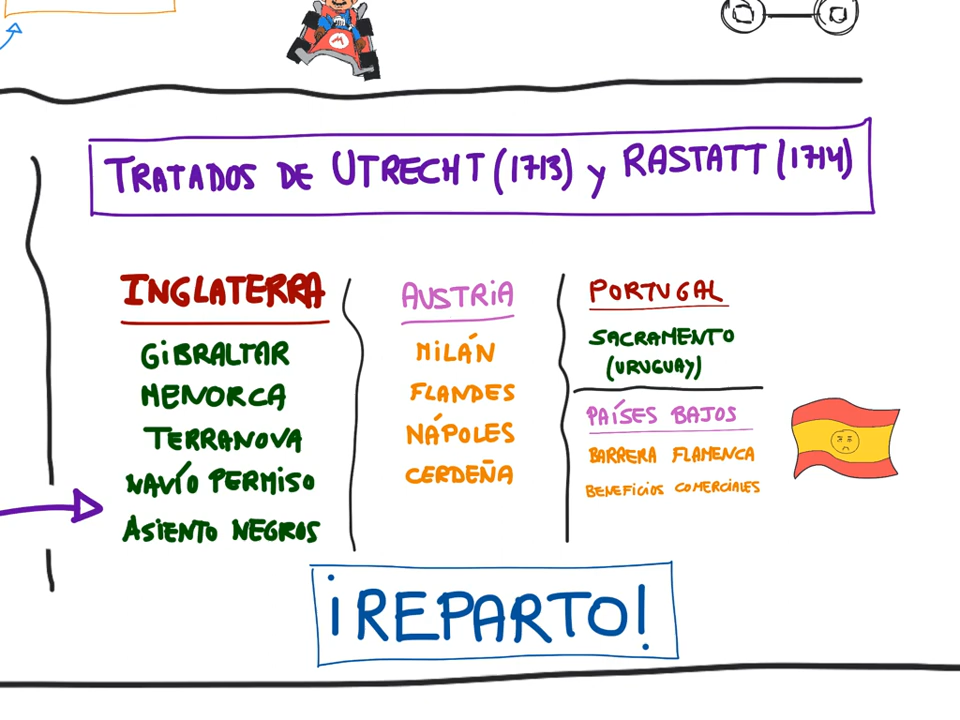 TRATADOS DE UTRECHT (1713) y RASTATT (1714)
INGLATERRA
GIBRALTAR
MENORCA
TERRANOVA
NAVÍO PERMISO
ASIENTO NEGROS
AUSTRIA
MILÁN
FLANDES
NÁPOLES
CERDEÑA
PORTUGAL
SACRAMENTO
(URUGUAY)
PAÍSES BAJOS
BARRERA FLAMENCA
BENEFICIOS COMERCIALES
¡REPARTO!
M